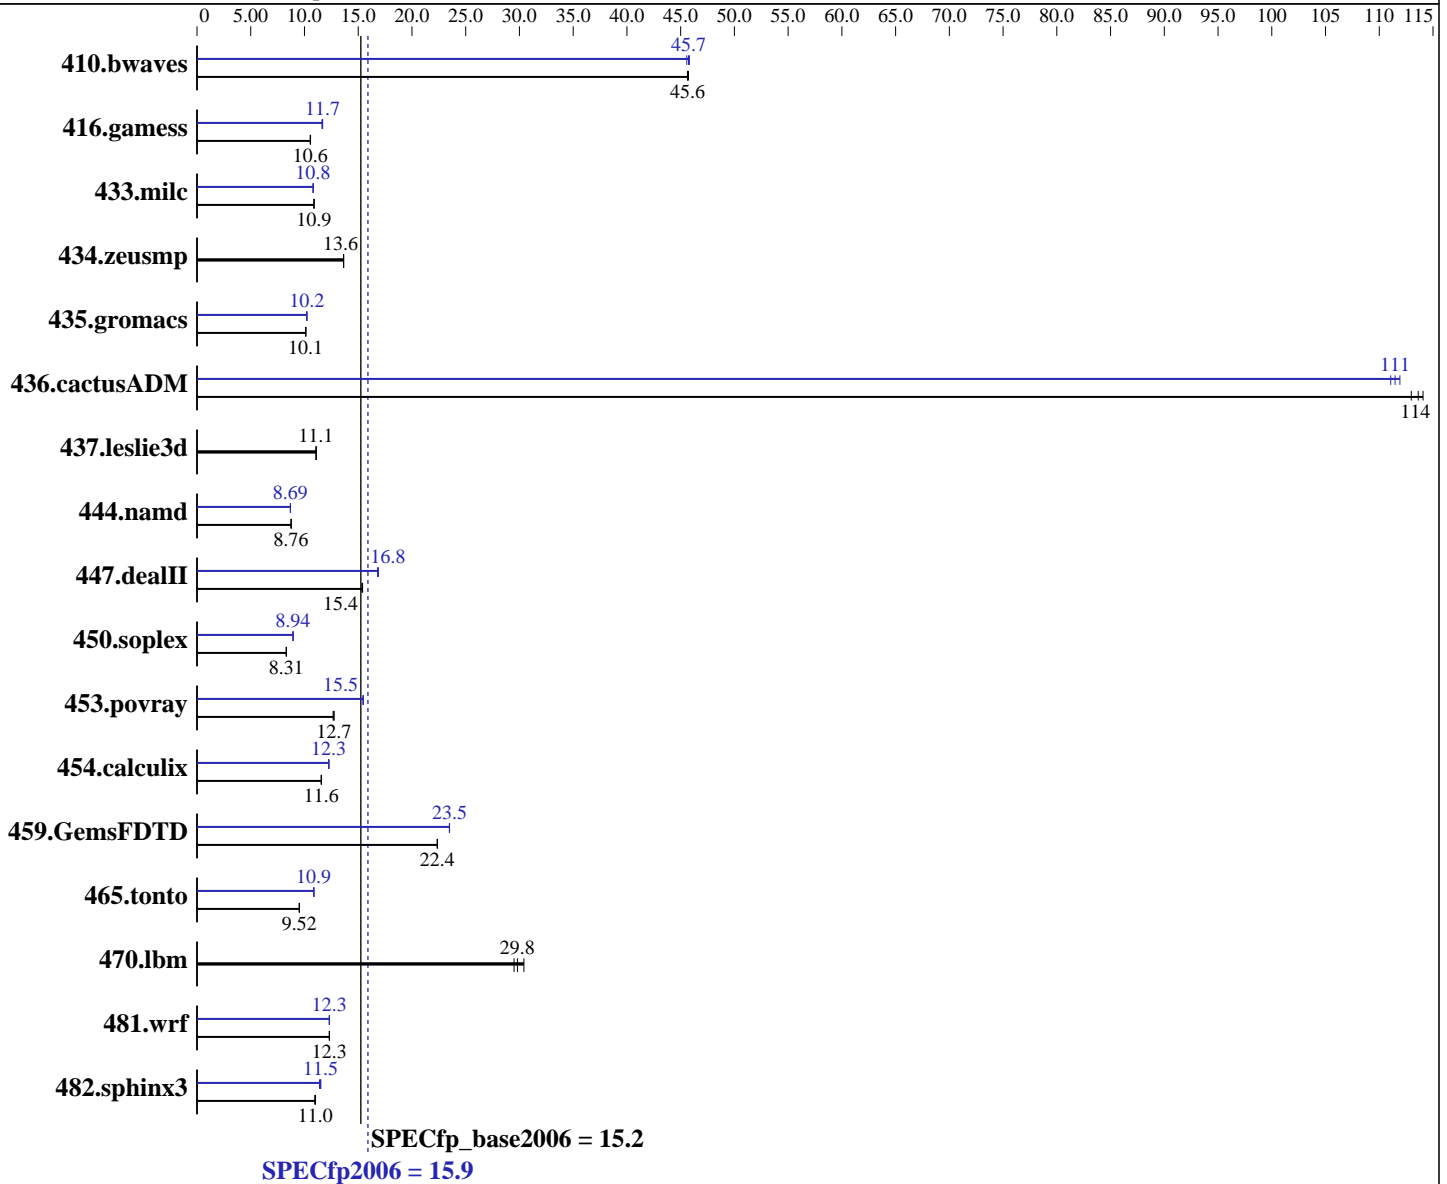 0 5.00 10.0 15.0 20.0 25.0 30.0 35.0 40.0 45.0 50.0 55.0 60.0 65.0 70.0 75.0 80.0 85.0 90.0 95.0 100 105 110 115
45.7
410.bwaves
45.6
11.7
416.gamess
10.6
10.8
433.milc
10.9
13.6
434.zeusmp
10.2
435.gromacs
10.1
111
436.cactusADM
114
11.1
437.leslie3d
8.69
444.namd
8.76
16.8
447.dealII
15.4
8.94
450.soplex
8.31
15.5
453.povray
12.7
12.3
454.calculix
11.6
23.5
459.GemsFDTD
22.4
10.9
465.tonto
9.52
29.8
470.lbm
12.3
481.wrf
12.3
11.5
482.sphinx3
11.0
SPECfp_base2006 = 15.2
SPECfp2006 = 15.9